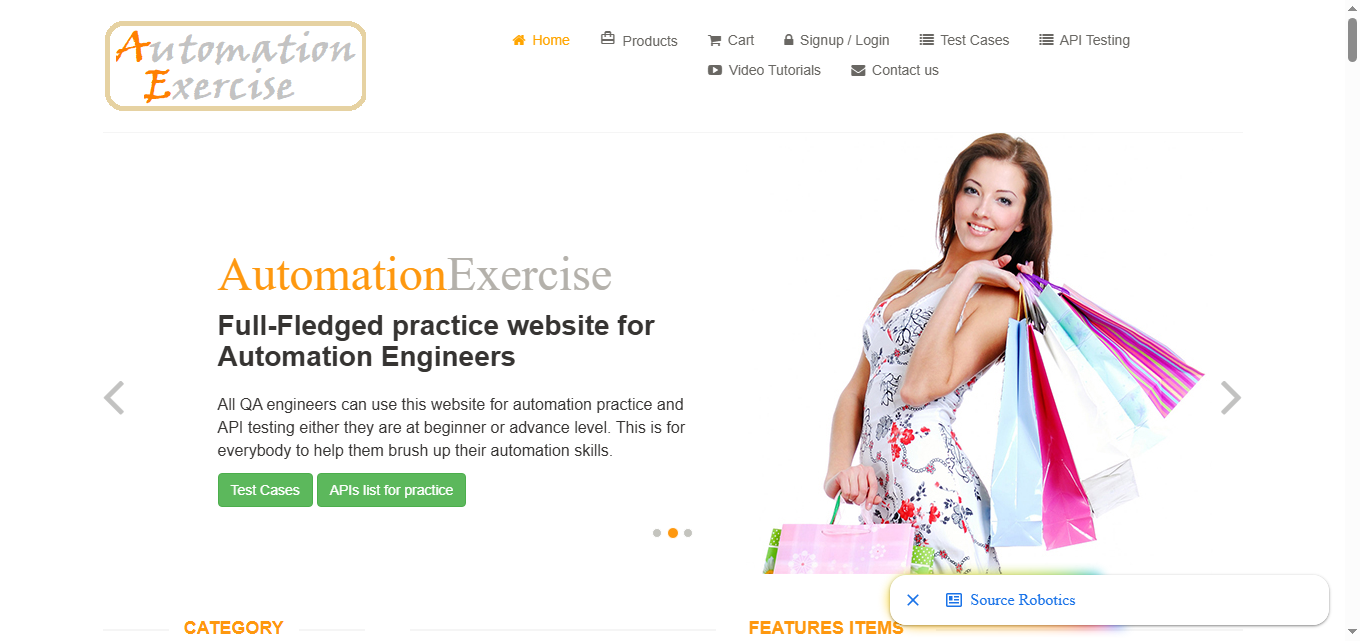 Automation
Exercise
Home Products Cart Signup / Login Test Cases API Testing
Video Tutorials Contact us
AutomationExercise
Full-Fledged practice website for
Automation Engineers
All QA engineers can use this website for automation practice and
API testing either they are at beginner or advance level. This is for
everybody to help them brush up their automation skills.
Test Cases APIs list for practice
Source Robotics
CATEGORY FEATURES ITEMS